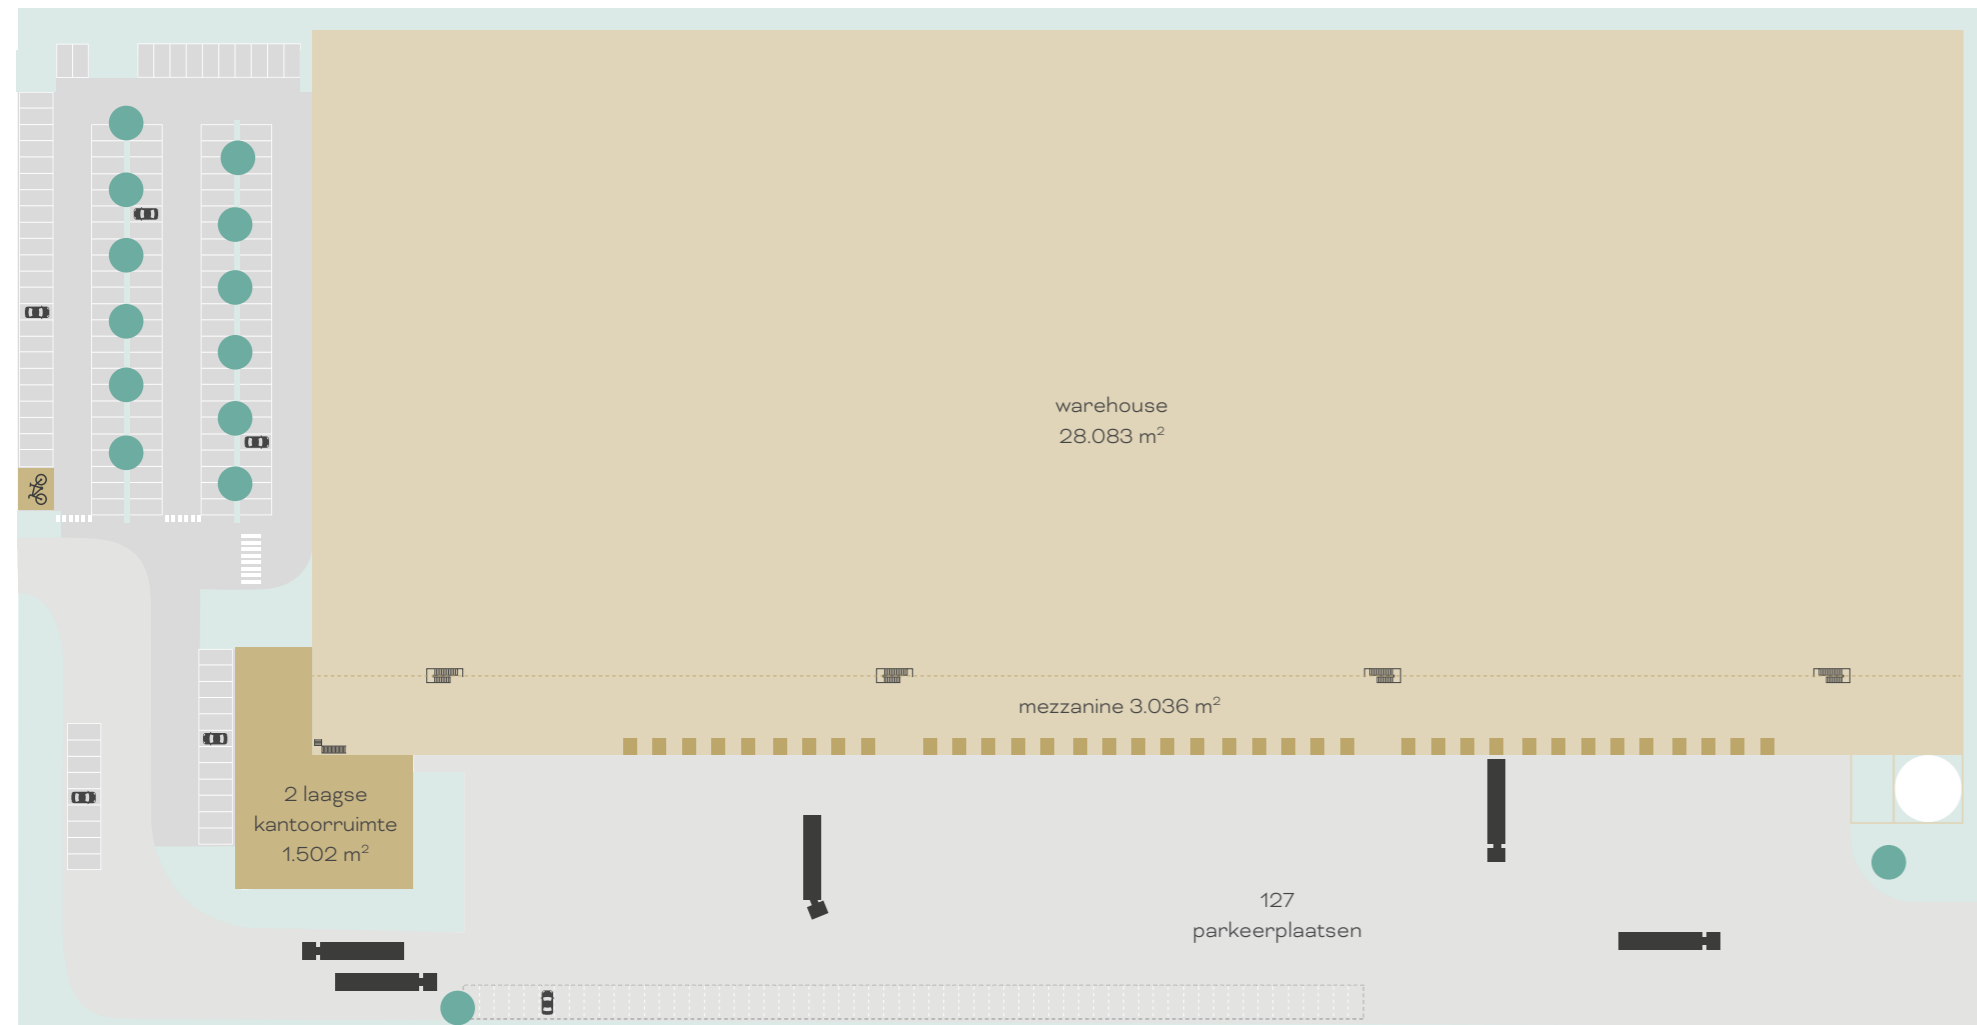 warehouse
28.083 m²
mezzanine 3.036 m²
2 laagse
kantoorruimte
1.502 m²
127
parkeerplaatsen